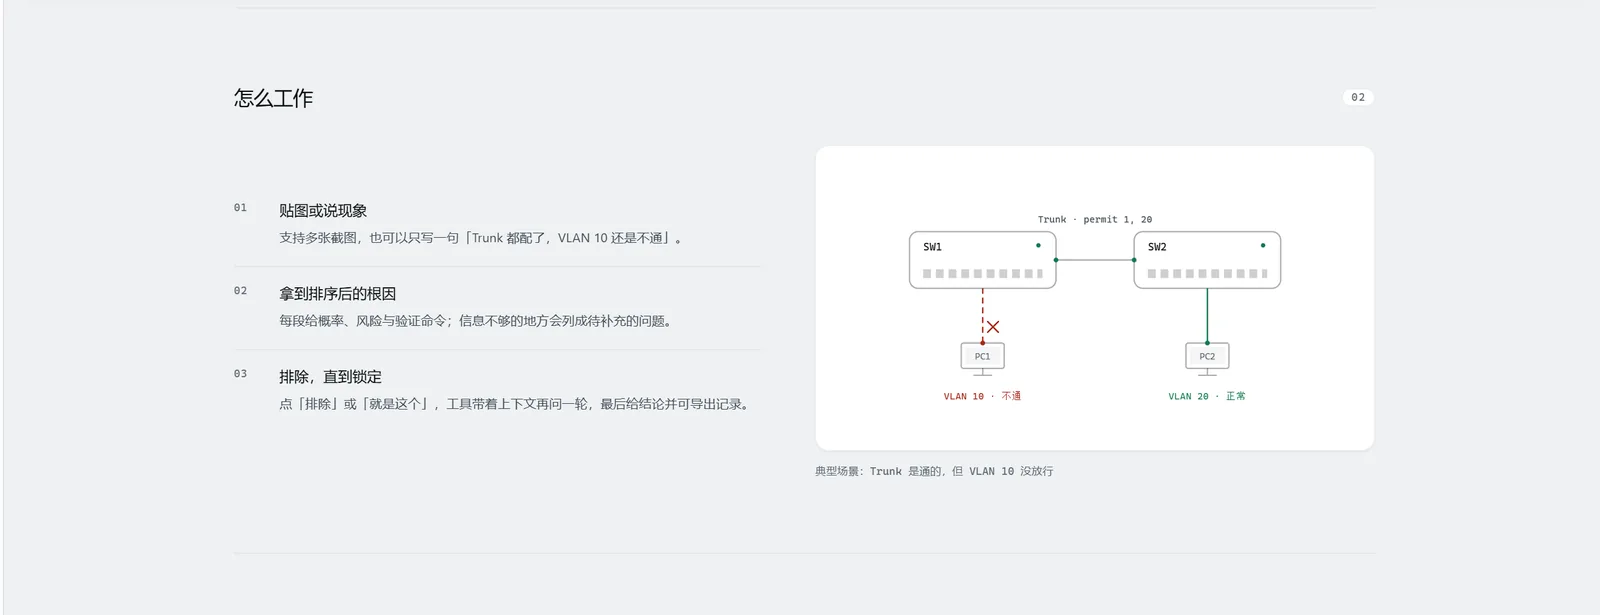 怎么工作
02
01
贴图或说现象
支持多张截图，也可以只写一句「Trunk 都配了，VLAN 10 还是不通」。
02
拿到排序后的根因
每段给概率、风险与验证命令；信息不够的地方会列成待补充的问题。
03
排除，直到锁定
点「排除」或「就是这个」，工具带着上下文再问一轮，最后给结论并可导出记录。
Trunk · permit 1, 20
SW1
SW2
PC1
PC2
VLAN 10 · 不通
VLAN 20 · 正常
典型场景：Trunk 是通的，但 VLAN 10 没放行